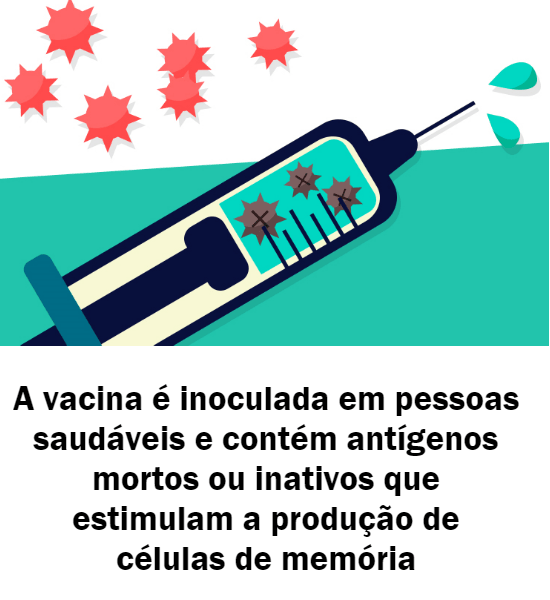 A vacina é inoculada em pessoas
saudáveis e contém antígenos
mortos ou inativos que
estimulam a produção de
células de memória